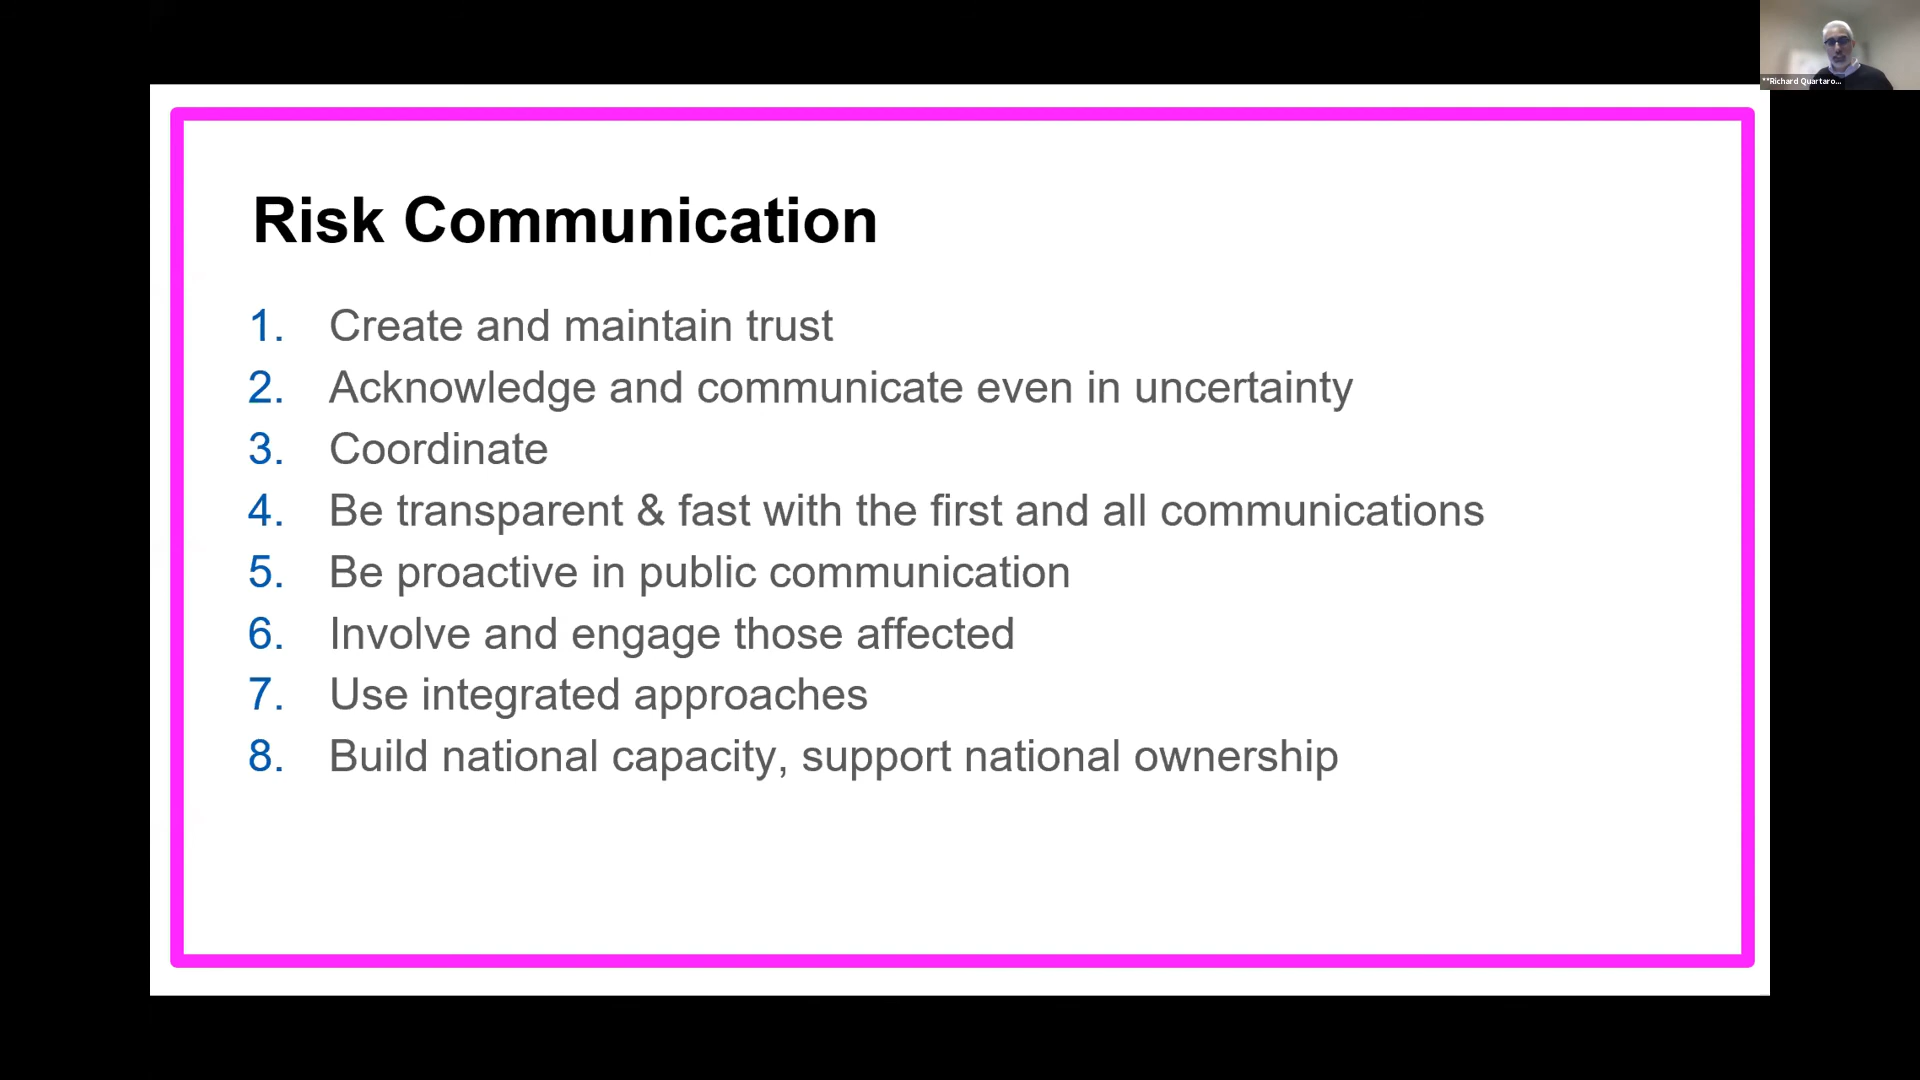 **Richard Quartaro...
Risk Communication
1. Create and maintain trust
2. Acknowledge and communicate even in uncertainty
3. Coordinate
4. Be transparent & fast with the first and all communications
5. Be proactive in public communication
6. Involve and engage those affected
7. Use integrated approaches
8. Build national capacity, support national ownership